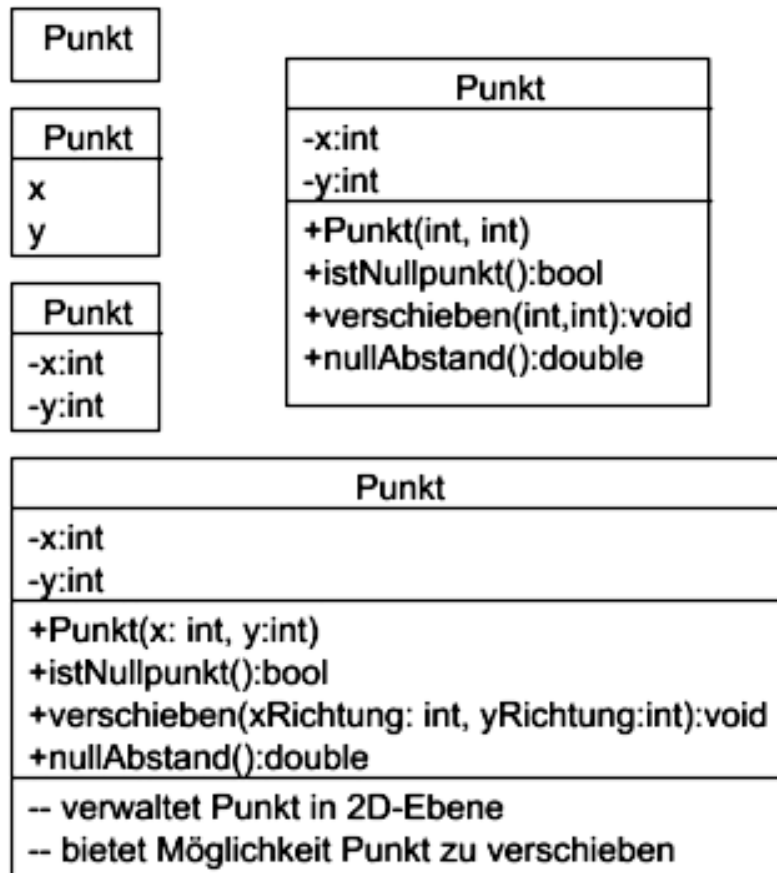 Punkt
Punkt
x
y
Punkt
-x:int
-y:int
Punkt
-x:int
-y:int
+Punkt(int, int)
+istNullpunkt():bool
+verschieben(int,int):void
+nullAbstand():double
Punkt
-x:int
-y:int
+Punkt(x: int, y:int)
+istNullpunkt():bool
+verschieben(xRichtung: int, yRichtung:int):void
+nullAbstand():double
-- verwaltet Punkt in 2D-Ebene
-- bietet Möglichkeit Punkt zu verschieben